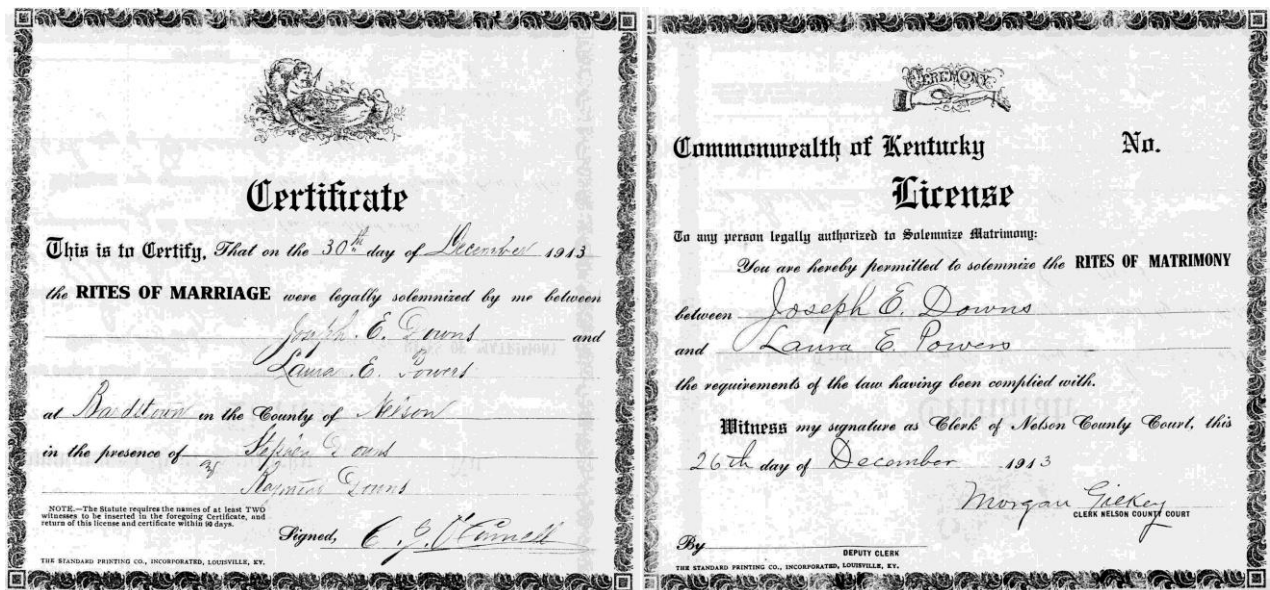 Certificate
This is to Certify, That on the 30th day of December 1913
the RITES OF MARRIAGE were legally solemnized by me between
Joseph. E. Downs and
Laura. E. Powers
at Bardstown in the County of Nelson
in the presence of Stephen Downs
Downs
NOTE.—The Statute requires the names of at least TWO
witnesses to be inserted in the foregoing Certificate, and
return of this license and certificate within 90 days.
Signed, C. J. O'Connell
THE STANDARD PRINTING CO., INCORPORATED, LOUISVILLE, KY.
CEREMONY
Commonwealth of Kentucky No.
License
To any person legally authorized to Solemnize Matrimony:
You are hereby permitted to solemnize the RITES OF MATRIMONY
between Joseph E. Downs
and Laura E. Powers
the requirements of the law having been complied with.
Witness my signature as Clerk of Nelson County Court, this
26th day of December 1913
Morgan Gilkey
CLERK NELSON COUNTY COURT
By
DEPUTY CLERK
THE STANDARD PRINTING CO., INCORPORATED, LOUISVILLE, KY.